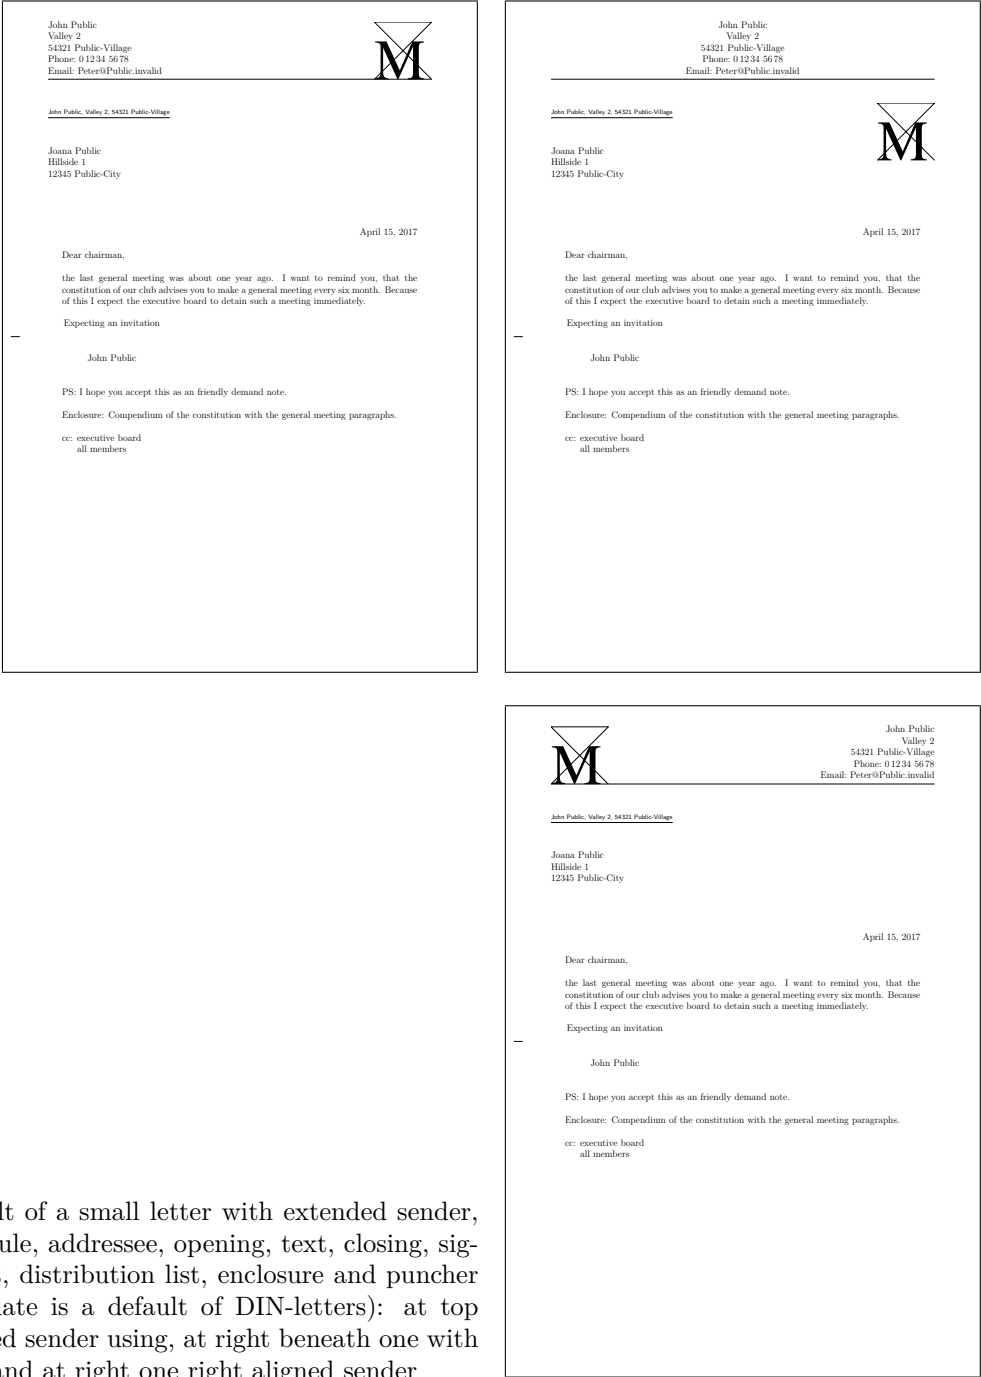 John Public
Valley 2
54321 Public-Village
Phone: 0 12 34 56 78
Email: Peter@Public.invalid
M
John Public, Valley 2, 54321 Public-Village
Joana Public
Hillside 1
12345 Public-City
April 15, 2017
Dear chairman,
the last general meeting was about one year ago. I want to remind you, that the
constitution of our club advises you to make a general meeting every six month. Because
of this I expect the executive board to detain such a meeting immediately.
Expecting an invitation
John Public
PS: I hope you accept this as an friendly demand note.
Enclosure: Compendium of the constitution with the general meeting paragraphs.
cc: executive board
all members
John Public
Valley 2
54321 Public-Village
Phone: 0 12 34 56 78
Email: Peter@Public.invalid
John Public, Valley 2, 54321 Public-Village
M
Joana Public
Hillside 1
12345 Public-City
April 15, 2017
Dear chairman,
the last general meeting was about one year ago. I want to remind you, that the
constitution of our club advises you to make a general meeting every six month. Because
of this I expect the executive board to detain such a meeting immediately.
Expecting an invitation
John Public
PS: I hope you accept this as an friendly demand note.
Enclosure: Compendium of the constitution with the general meeting paragraphs.
cc: executive board
all members
M
John Public
Valley 2
54321 Public-Village
Phone: 0 12 34 56 78
Email: Peter@Public.invalid
John Public, Valley 2, 54321 Public-Village
Joana Public
Hillside 1
12345 Public-City
April 15, 2017
Dear chairman,
the last general meeting was about one year ago. I want to remind you, that the
constitution of our club advises you to make a general meeting every six month. Because
of this I expect the executive board to detain such a meeting immediately.
Expecting an invitation
John Public
PS: I hope you accept this as an friendly demand note.
Enclosure: Compendium of the constitution with the general meeting paragraphs.
cc: executive board
all members
of a small letter with extended sender,
addressee, opening, text, closing, sig-
distribution list, enclosure and puncher
is a default of DIN-letters): at top
sender using, at right beneath one with
and at right one right aligned sender